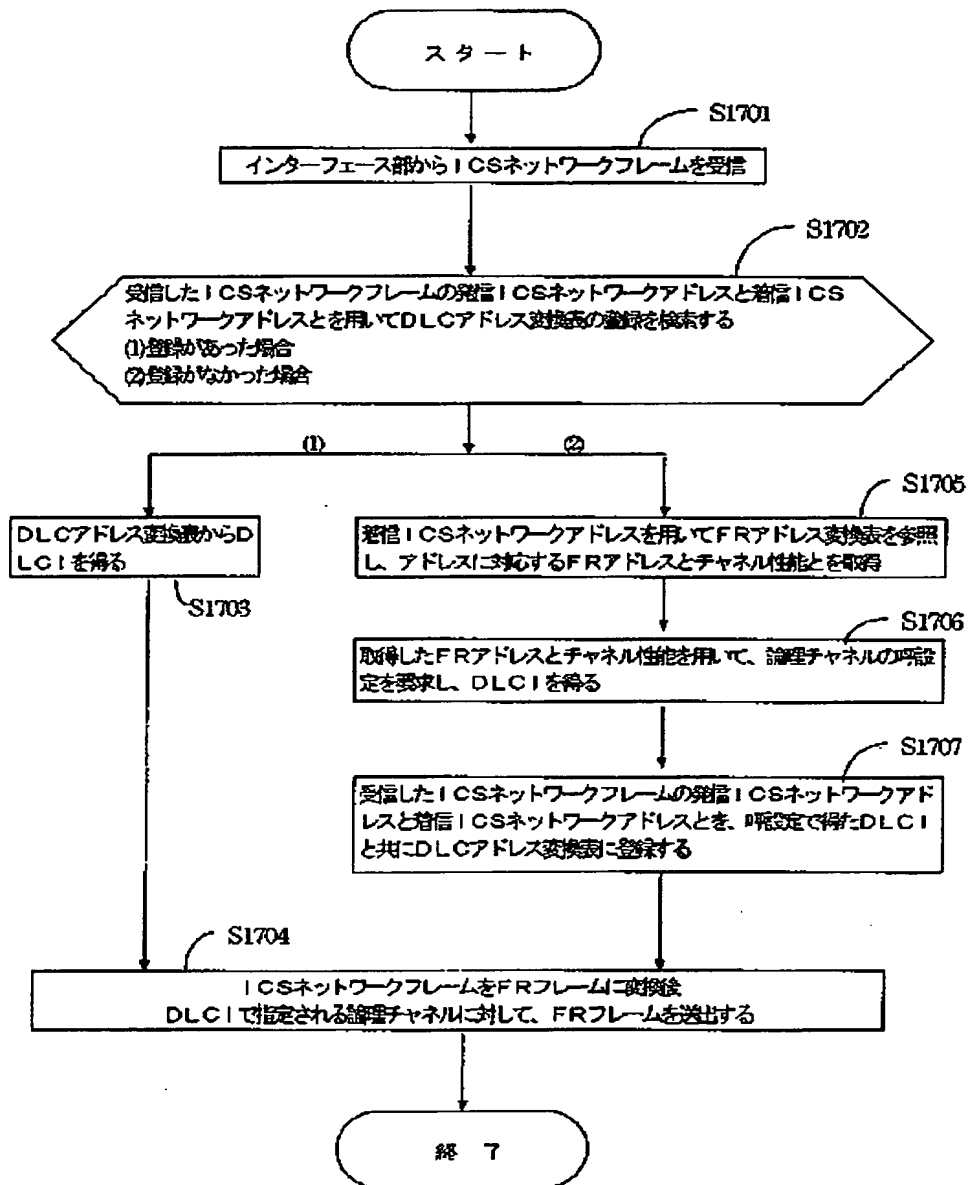 スタート
S1701
インターフェース部からICSネットワークフレームを受信
S1702
受信したICSネットワークフレームの発信ICSネットワークアドレスと着信ICS
ネットワークアドレスとを用いてDLCアドレス変換表の登録を検索する
(1)登録があった場合
(2)登録がなかった場合
(1)
(2)
DLCアドレス変換表からD
LCIを得る
S1703
S1705
着信ICSネットワークアドレスを用いてFRアドレス変換表を参照
し、アドレスに対応するFRアドレスとチャネル性能とを取得
S1706
取得したFRアドレスとチャネル性能を用いて、論理チャネルの呼設
定を要求し、DLCIを得る
S1707
受信したICSネットワークフレームの発信ICSネットワークアド
レスと着信ICSネットワークアドレスとを、呼設定で得たDLCI
と共にDLCアドレス変換表に登録する
S1704
ICSネットワークフレームをFRフレームに変換後
DLCIで指定される論理チャネルに対して、FRフレームを送出する
終了